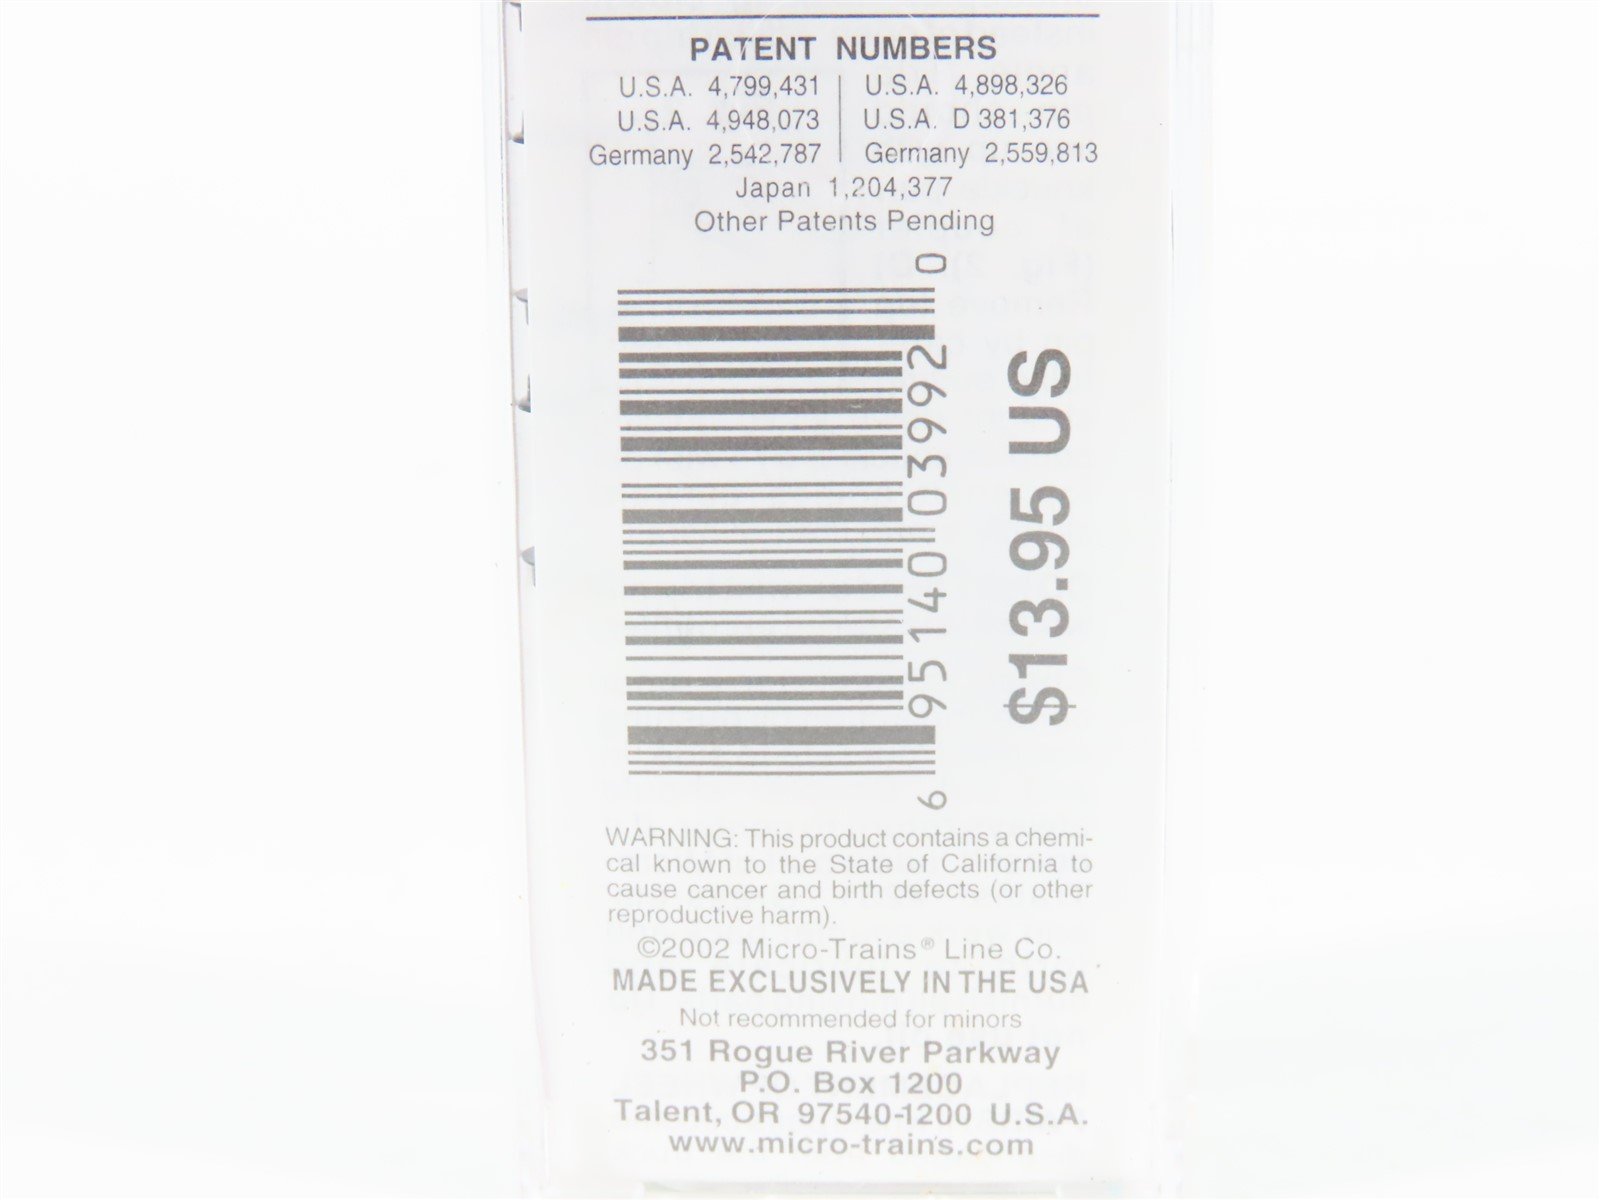 PATENT NUMBERS
U.S.A. 4,799,431 U.S.A. 4,898,326
U.S.A. 4,948,073 U.S.A. D 381,376
Germany 2,542,787 Germany 2,559,813
Japan 1,204,377
Other Patents Pending
6 95140 03992 0
$13.95 US
WARNING: This product contains a chemi-
cal known to the State of California to
cause cancer and birth defects (or other
reproductive harm).
©2002 Micro-Trains® Line Co.
MADE EXCLUSIVELY IN THE USA
Not recommended for minors
351 Rogue River Parkway
P.O. Box 1200
Talent, OR 97540-1200 U.S.A.
www.micro-trains.com